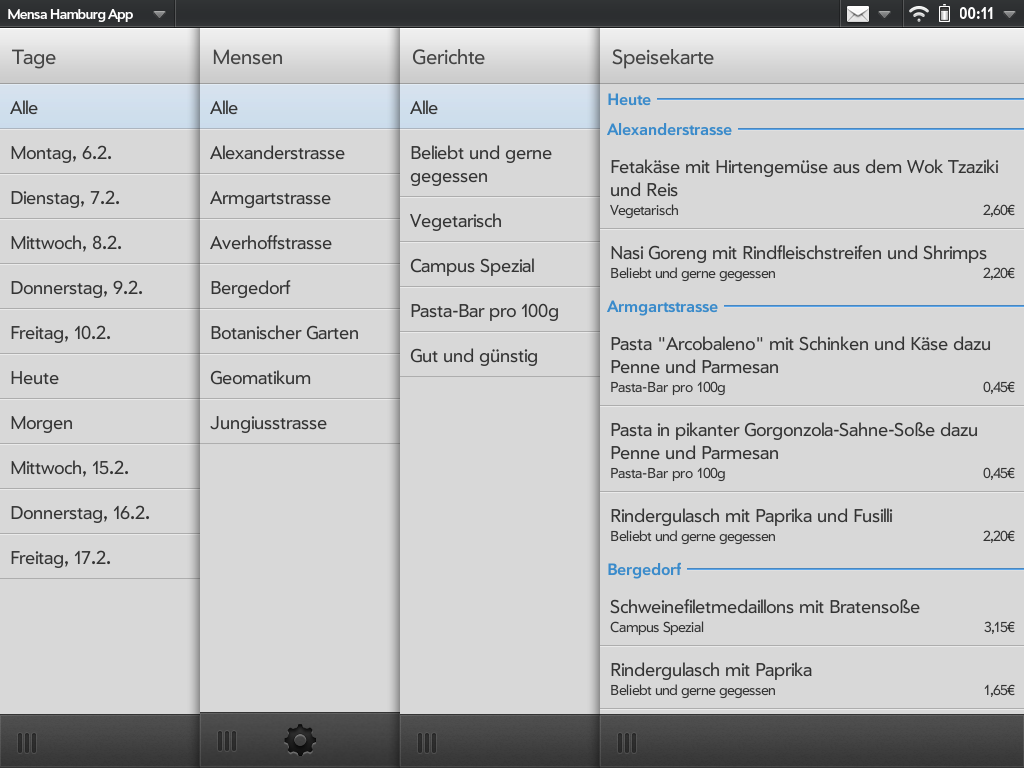 Mensa Hamburg App
00:11
Tage
Alle
Montag, 6.2.
Dienstag, 7.2.
Mittwoch, 8.2.
Donnerstag, 9.2.
Freitag, 10.2.
Heute
Morgen
Mittwoch, 15.2.
Donnerstag, 16.2.
Freitag, 17.2.
Mensen
Alle
Alexanderstrasse
Armgartstrasse
Averhoffstrasse
Bergedorf
Botanischer Garten
Geomatikum
Jungiusstrasse
Gerichte
Alle
Beliebt und gerne
gegessen
Vegetarisch
Campus Spezial
Pasta-Bar pro 100g
Gut und günstig
Speisekarte
Heute
Alexanderstrasse
Fetakäse mit Hirtengemüse aus dem Wok Tzaziki
und Reis
Vegetarisch 2,60€
Nasi Goreng mit Rindfleischstreifen und Shrimps
Beliebt und gerne gegessen 2,20€
Armgartstrasse
Pasta "Arcobaleno" mit Schinken und Käse dazu
Penne und Parmesan
Pasta-Bar pro 100g 0,45€
Pasta in pikanter Gorgonzola-Sahne-Soße dazu
Penne und Parmesan
Pasta-Bar pro 100g 0,45€
Rindergulasch mit Paprika und Fusilli
Beliebt und gerne gegessen 2,20€
Bergedorf
Schweinefiletmedaillons mit Bratensoße
Campus Spezial 3,15€
Rindergulasch mit Paprika
Beliebt und gerne gegessen 1,65€